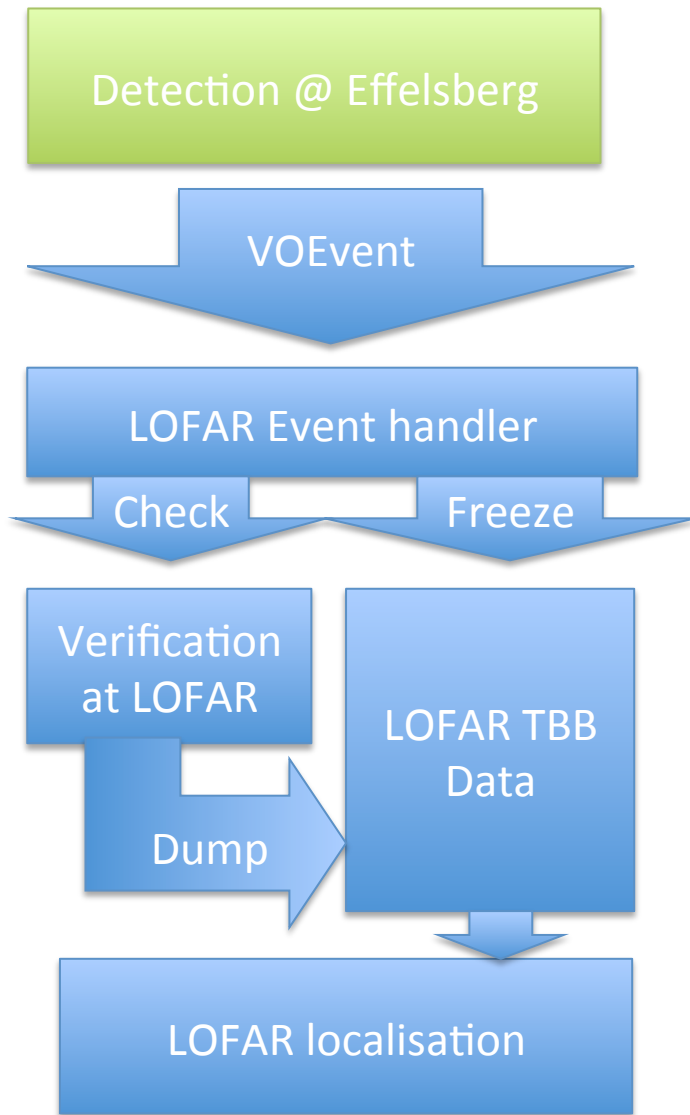 Detection @ Effelsberg
VOEvent
LOFAR Event handler
Check
Freeze
Verification
at LOFAR
LOFAR TBB
Data
Dump
LOFAR localisation